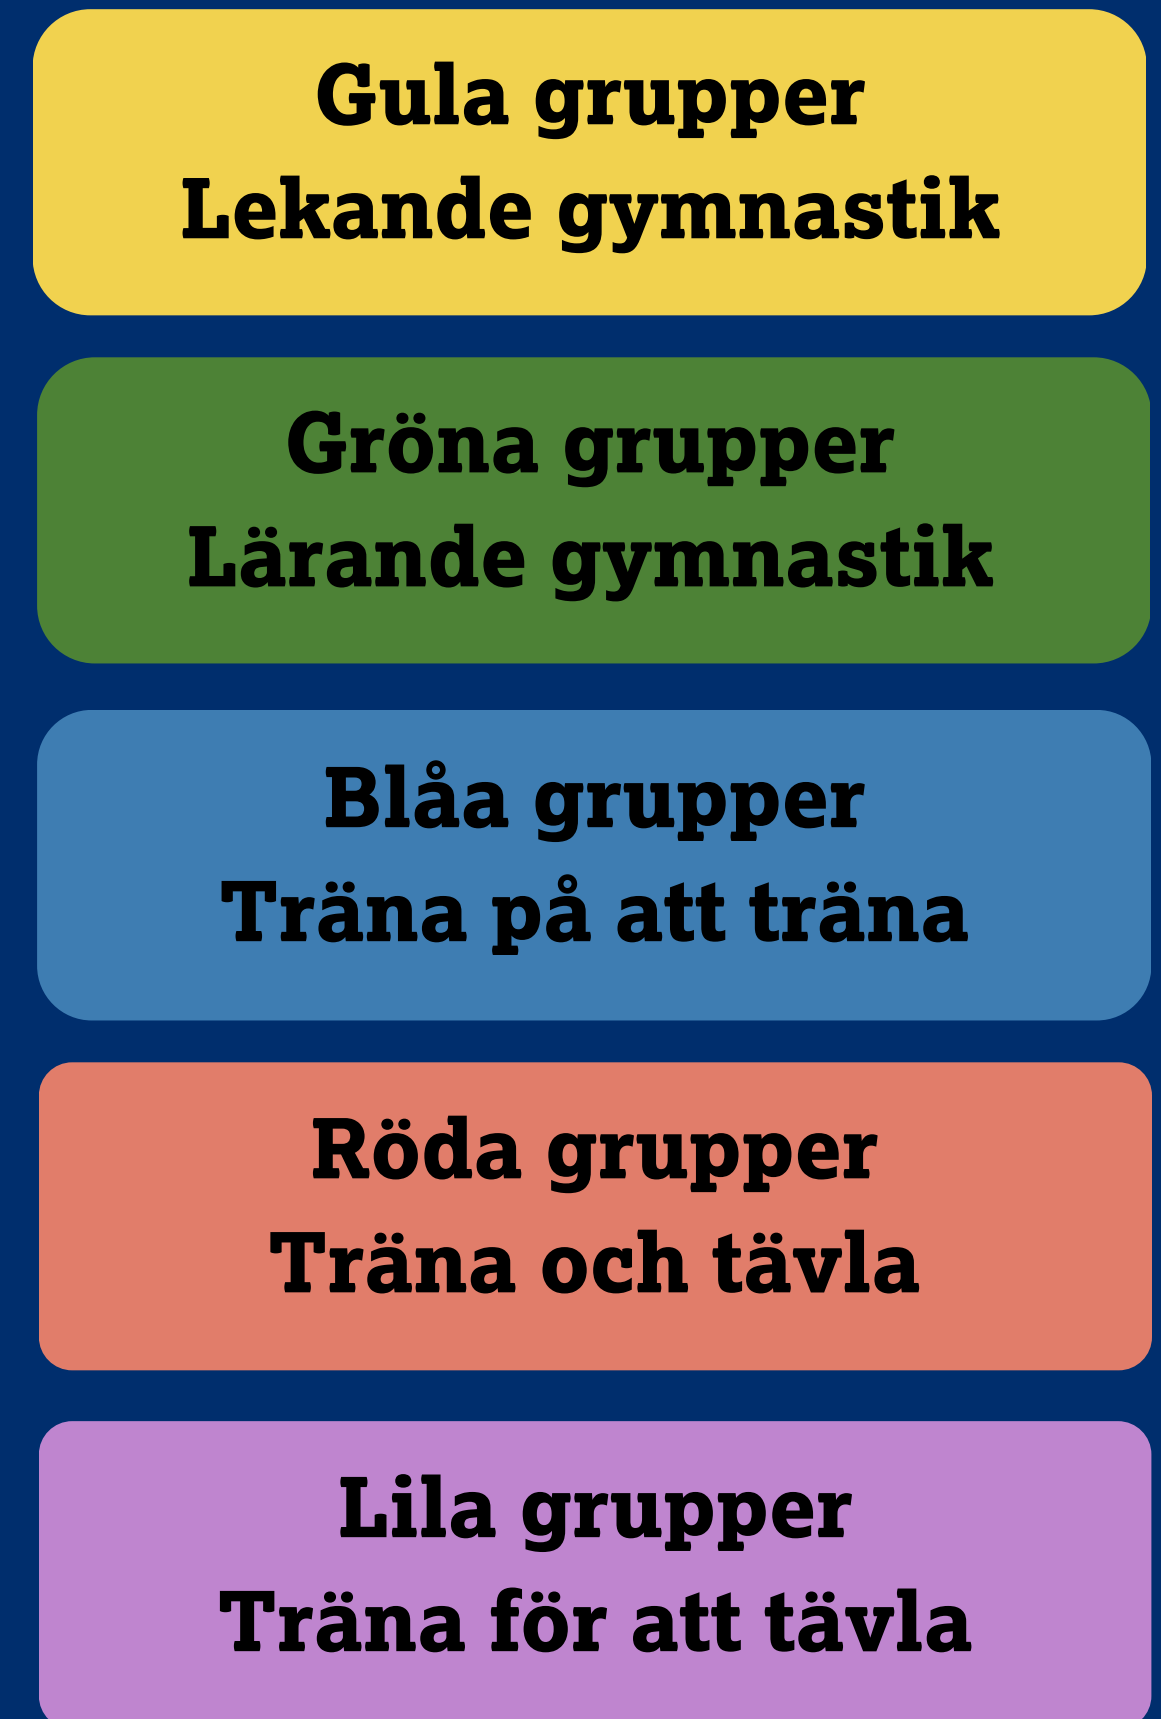 Gula grupper
Lekande gymnastik
Gröna grupper
Lärande gymnastik
Blåa grupper
Träna på att träna
Röda grupper
Träna och tävla
Lila grupper
Träna för att tävla